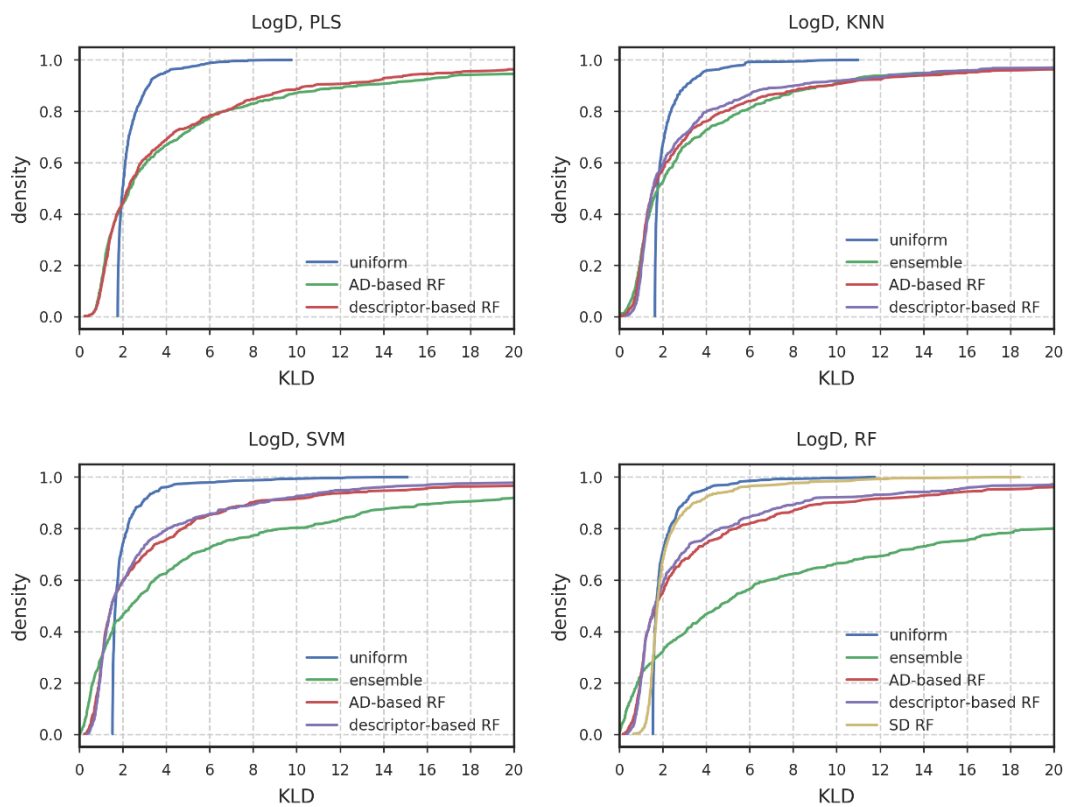 LogD, PLS
1.0
0.8
0.6
0.4
0.2
0.0
density
uniform
AD-based RF
descriptor-based RF
0 2 4 6 8 10 12 14 16 18 20
KLD
LogD, KNN
1.0
0.8
0.6
0.4
0.2
0.0
density
uniform
ensemble
AD-based RF
descriptor-based RF
0 2 4 6 8 10 12 14 16 18 20
KLD
LogD, SVM
1.0
0.8
0.6
0.4
0.2
0.0
density
uniform
ensemble
AD-based RF
descriptor-based RF
0 2 4 6 8 10 12 14 16 18 20
KLD
LogD, RF
1.0
0.8
0.6
0.4
0.2
0.0
density
uniform
ensemble
AD-based RF
descriptor-based RF
SD RF
0 2 4 6 8 10 12 14 16 18 20
KLD